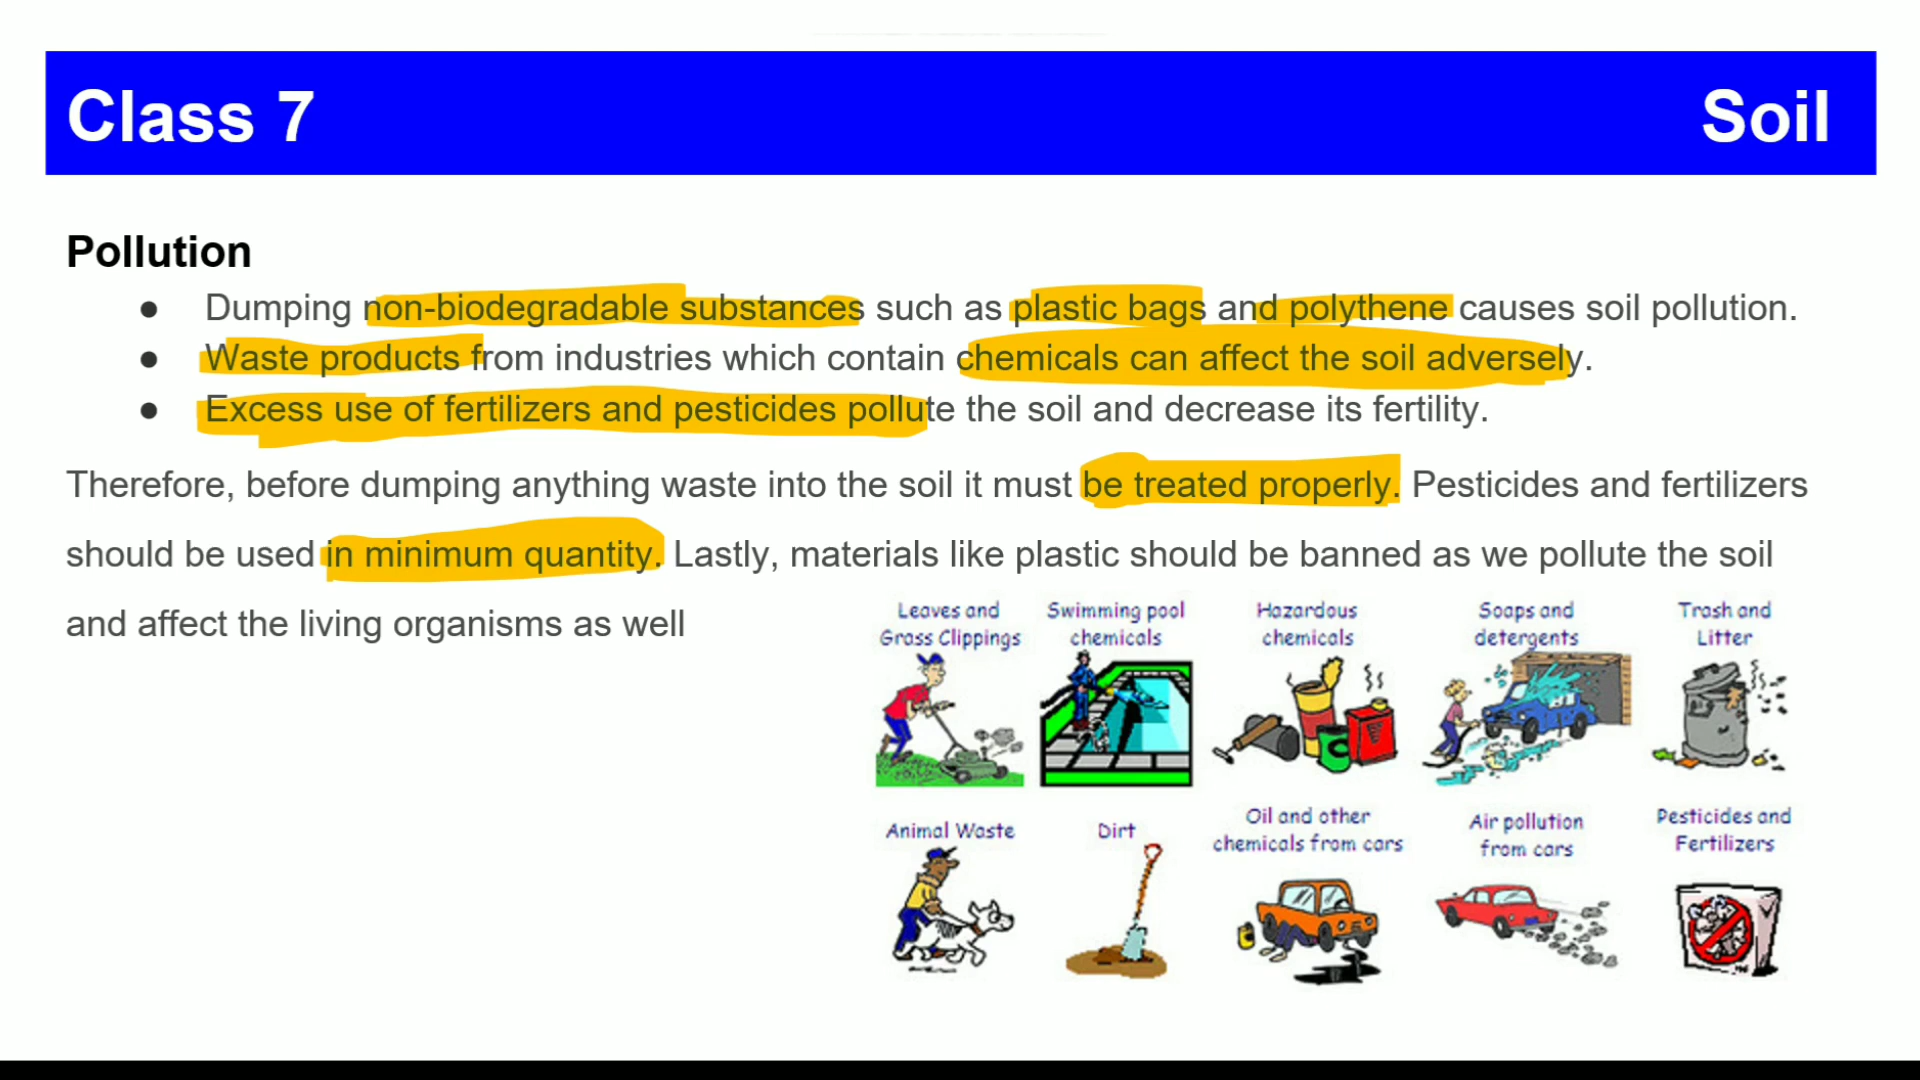 Class 7
Soil
Pollution
● Dumping non-biodegradable substances such as plastic bags and polythene causes soil pollution.
● Waste products from industries which contain chemicals can affect the soil adversely.
● Excess use of fertilizers and pesticides pollute the soil and decrease its fertility.
Therefore, before dumping anything waste into the soil it must be treated properly. Pesticides and fertilizers
should be used in minimum quantity. Lastly, materials like plastic should be banned as we pollute the soil
and affect the living organisms as well
Leaves and
Grass Clippings
Swimming pool
chemicals
Hazardous
chemicals
Soaps and
detergents
Trash and
Litter
Animal Waste
Dirt
Oil and other
chemicals from cars
Air pollution
from cars
Pesticides and
Fertilizers